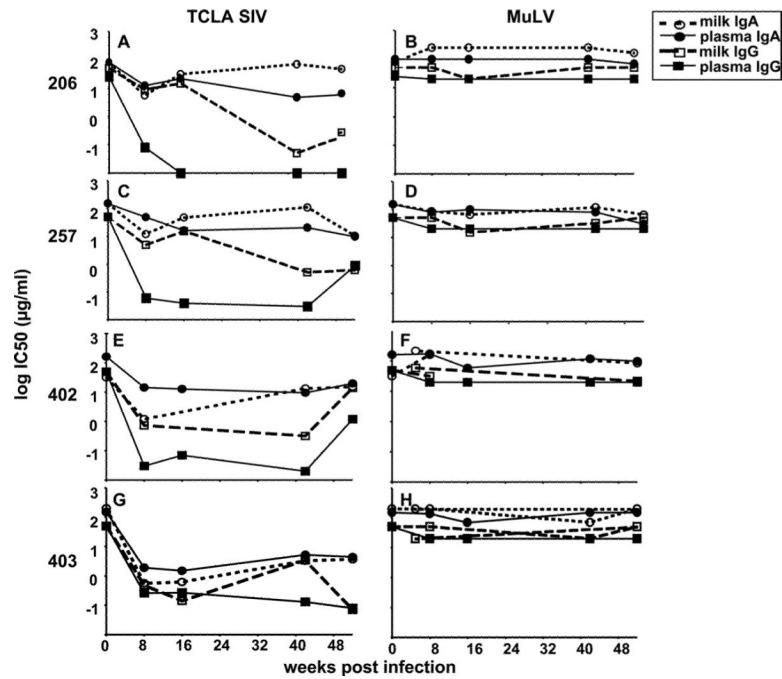 TCLA SIV
MuLV
milk IgA
plasma IgA
milk IgG
plasma IgG
log IC50 (µg/ml)
206
A
3
2
1
0
-1
B
257
C
3
2
1
0
-1
D
402
E
3
2
1
0
-1
F
403
G
3
2
1
0
-1
H
0 8 16 24 32 40 48
0 8 16 24 32 40 48
weeks post infection